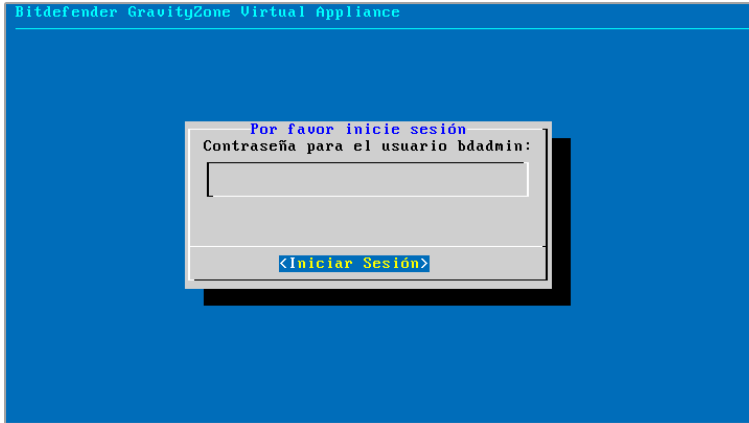 Bitdefender GravityZone Virtual Appliance
Por favor inicie sesión
Contraseña para el usuario bdadmin:
<Iniciar Sesión>